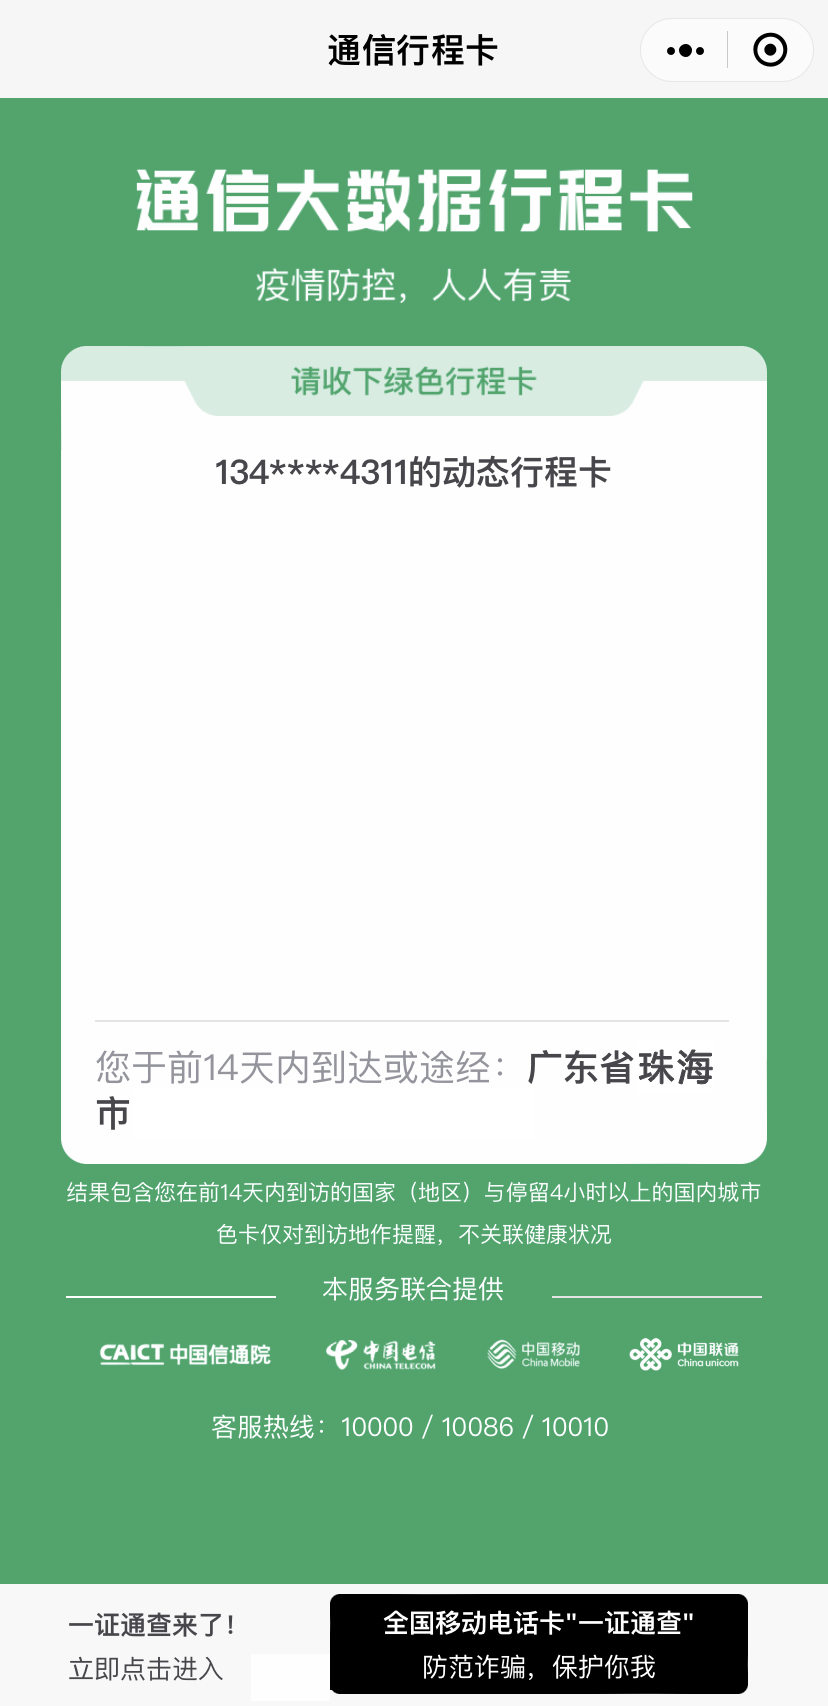 通信行程卡
通信大数据行程卡
疫情防控，人人有责
请收下绿色行程卡
134****4311的动态行程卡
您于前14天内到达或途经：广东省珠海
市
结果包含您在前14天内到访的国家（地区）与停留4小时以上的国内城市
色卡仅对到访地作提醒，不关联健康状况
本服务联合提供
CAICT 中国信通院 中国电信 CHINA TELECOM 中国移动 China Mobile 中国联通 China unicom
客服热线：10000 / 10086 / 10010
一证通查来了！
立即点击进入
全国移动电话卡"一证通查"
防范诈骗，保护你我